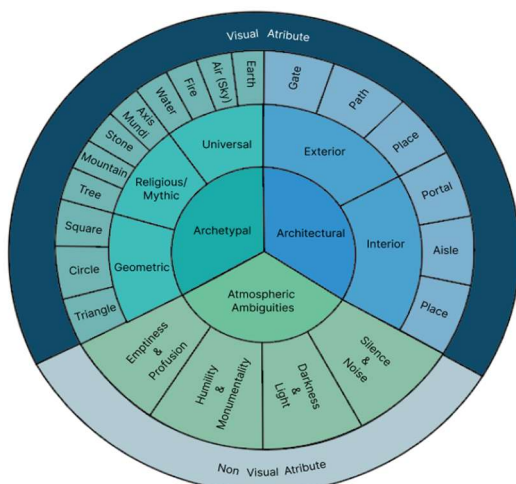 Visual Atribute
Earth
Air (Sky)
Fire
Water
Axis
Mundi
Stone
Mountain
Tree
Square
Circle
Triangle
Gate
Path
Place
Portal
Aisle
Place
Universal
Religious/
Mythic
Geometric
Exterior
Interior
Archetypal
Architectural
Atmospheric
Ambiguities
Emptiness
&
Profusion
Humility
&
Monumentality
Darkness
&
Light
Silence
&
Noise
Non Visual Atribute